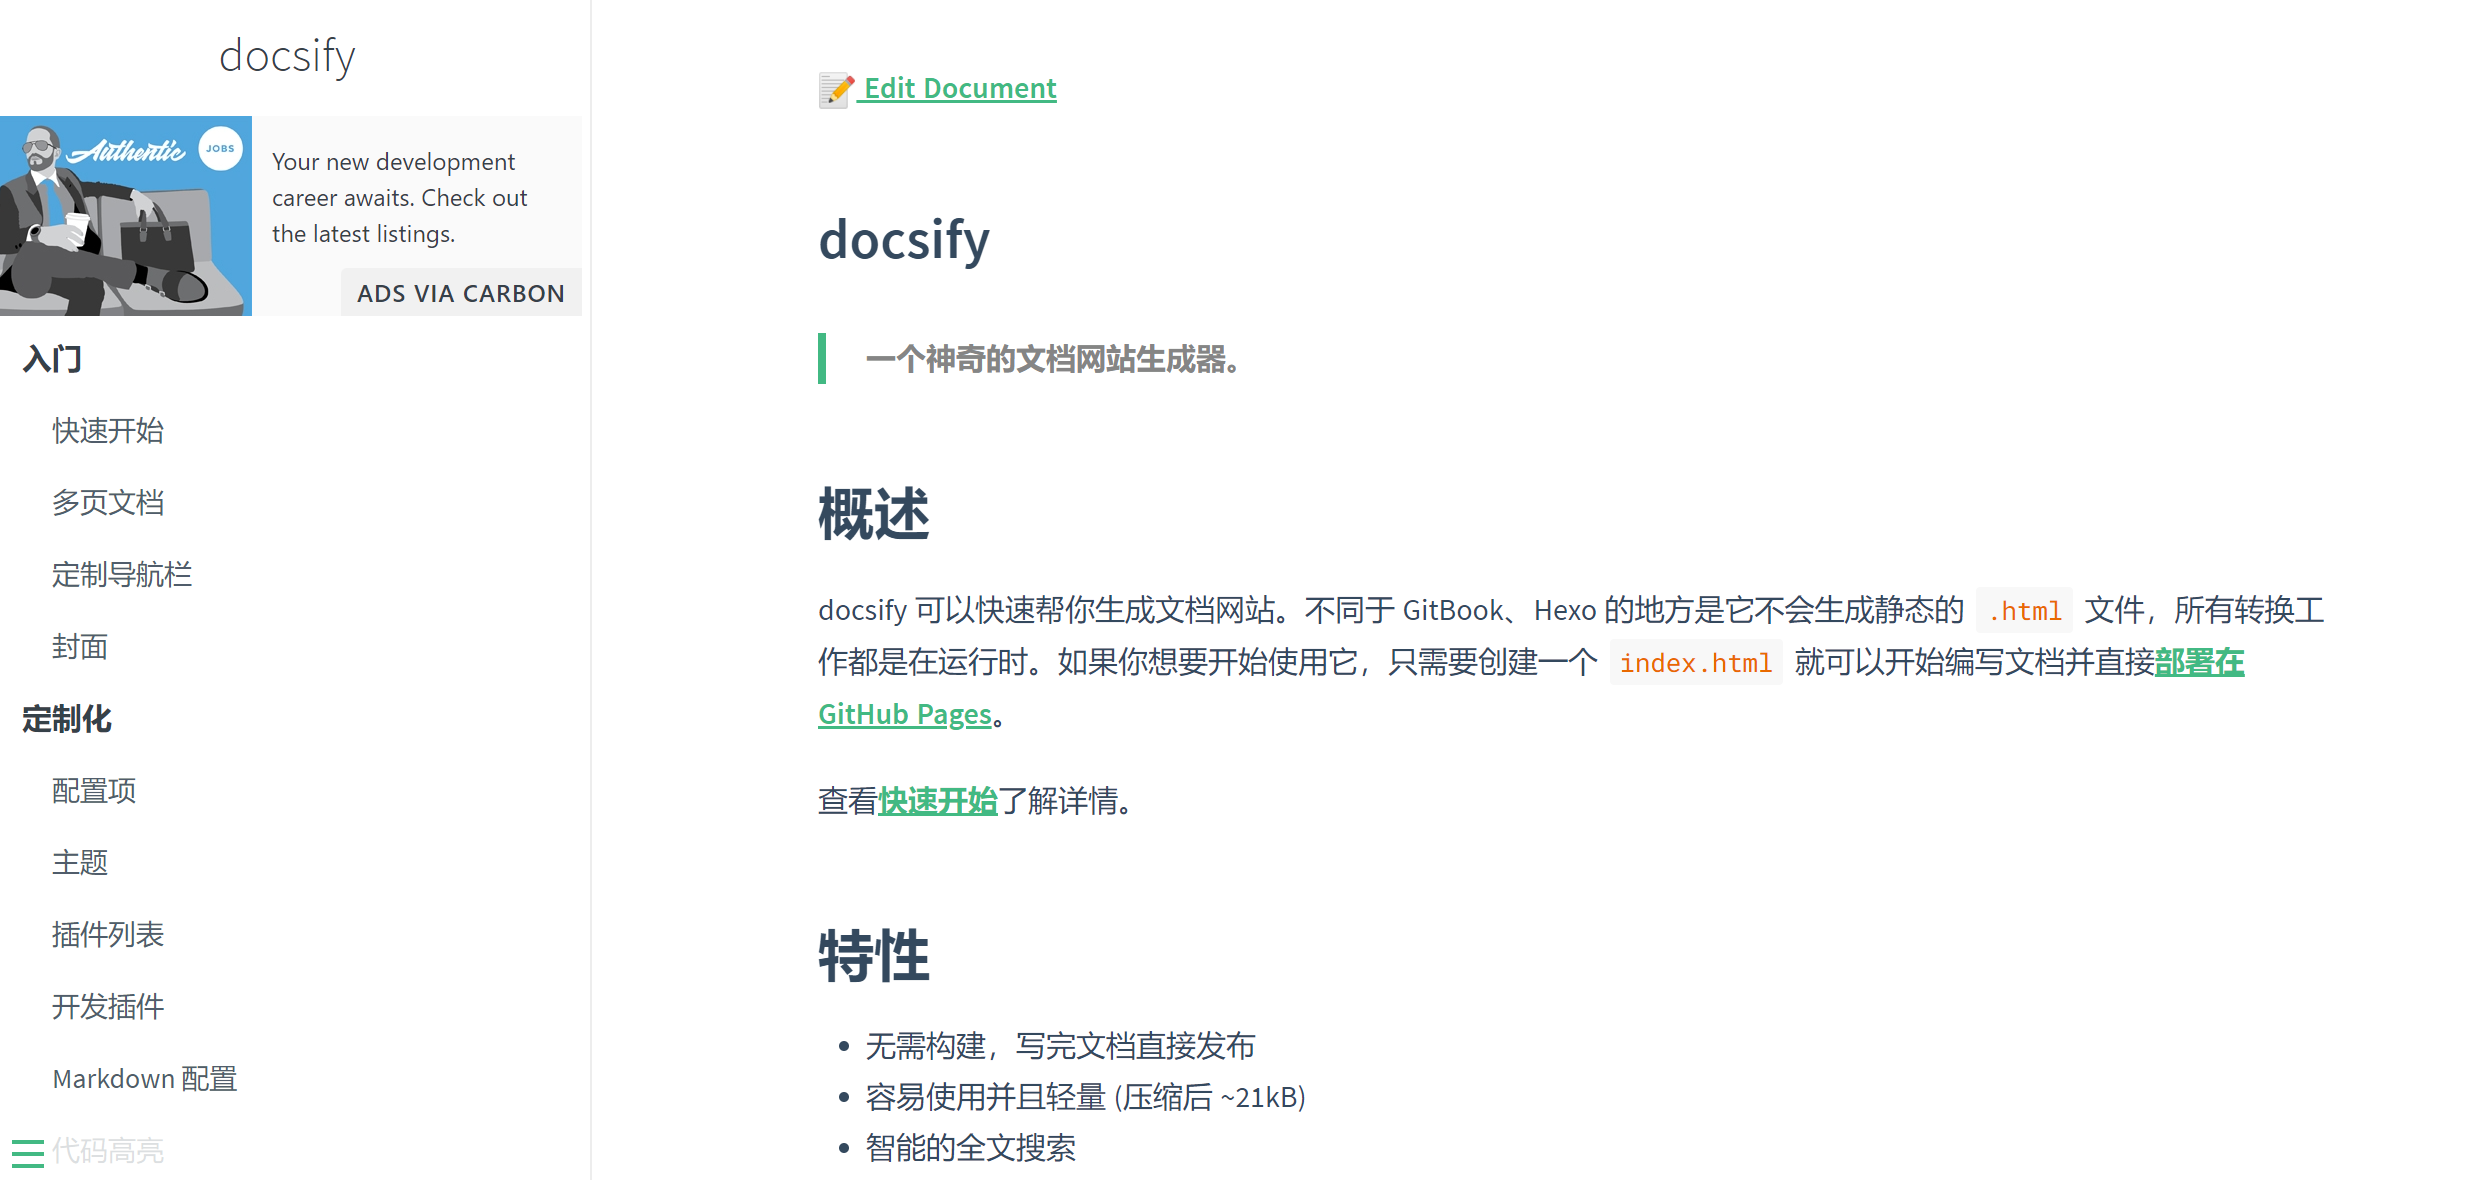 docsify
Authentic
JOBS
Your new development
career awaits. Check out
the latest listings.
ADS VIA CARBON
入门
快速开始
多页文档
定制导航栏
封面
定制化
配置项
主题
插件列表
开发插件
Markdown 配置
代码高亮
Edit Document
docsify
一个神奇的文档网站生成器。
概述
docsify 可以快速帮你生成文档网站。不同于 GitBook、Hexo 的地方是它不会生成静态的 .html 文件，所有转换工
作都是在运行时。如果你想要开始使用它，只需要创建一个 index.html 就可以开始编写文档并直接部署在
GitHub Pages。
查看快速开始了解详情。
特性
无需构建，写完文档直接发布
容易使用并且轻量 (压缩后 ~21kB)
智能的全文搜索